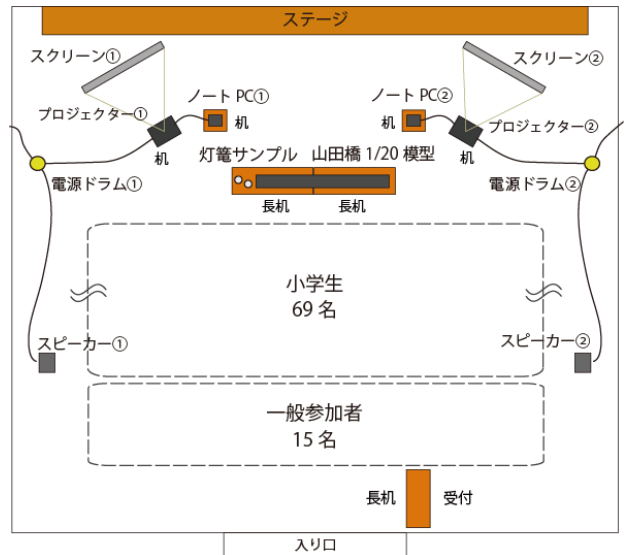 ステージ
スクリーン①
スクリーン②
ノート PC①
ノート PC②
プロジェクター①
机
机
プロジェクター②
机
机
灯篭サンプル
山田橋 1/20 模型
電源ドラム①
電源ドラム②
長机
長机
小学生
69 名
スピーカー①
スピーカー②
一般参加者
15 名
長机
受付
入り口